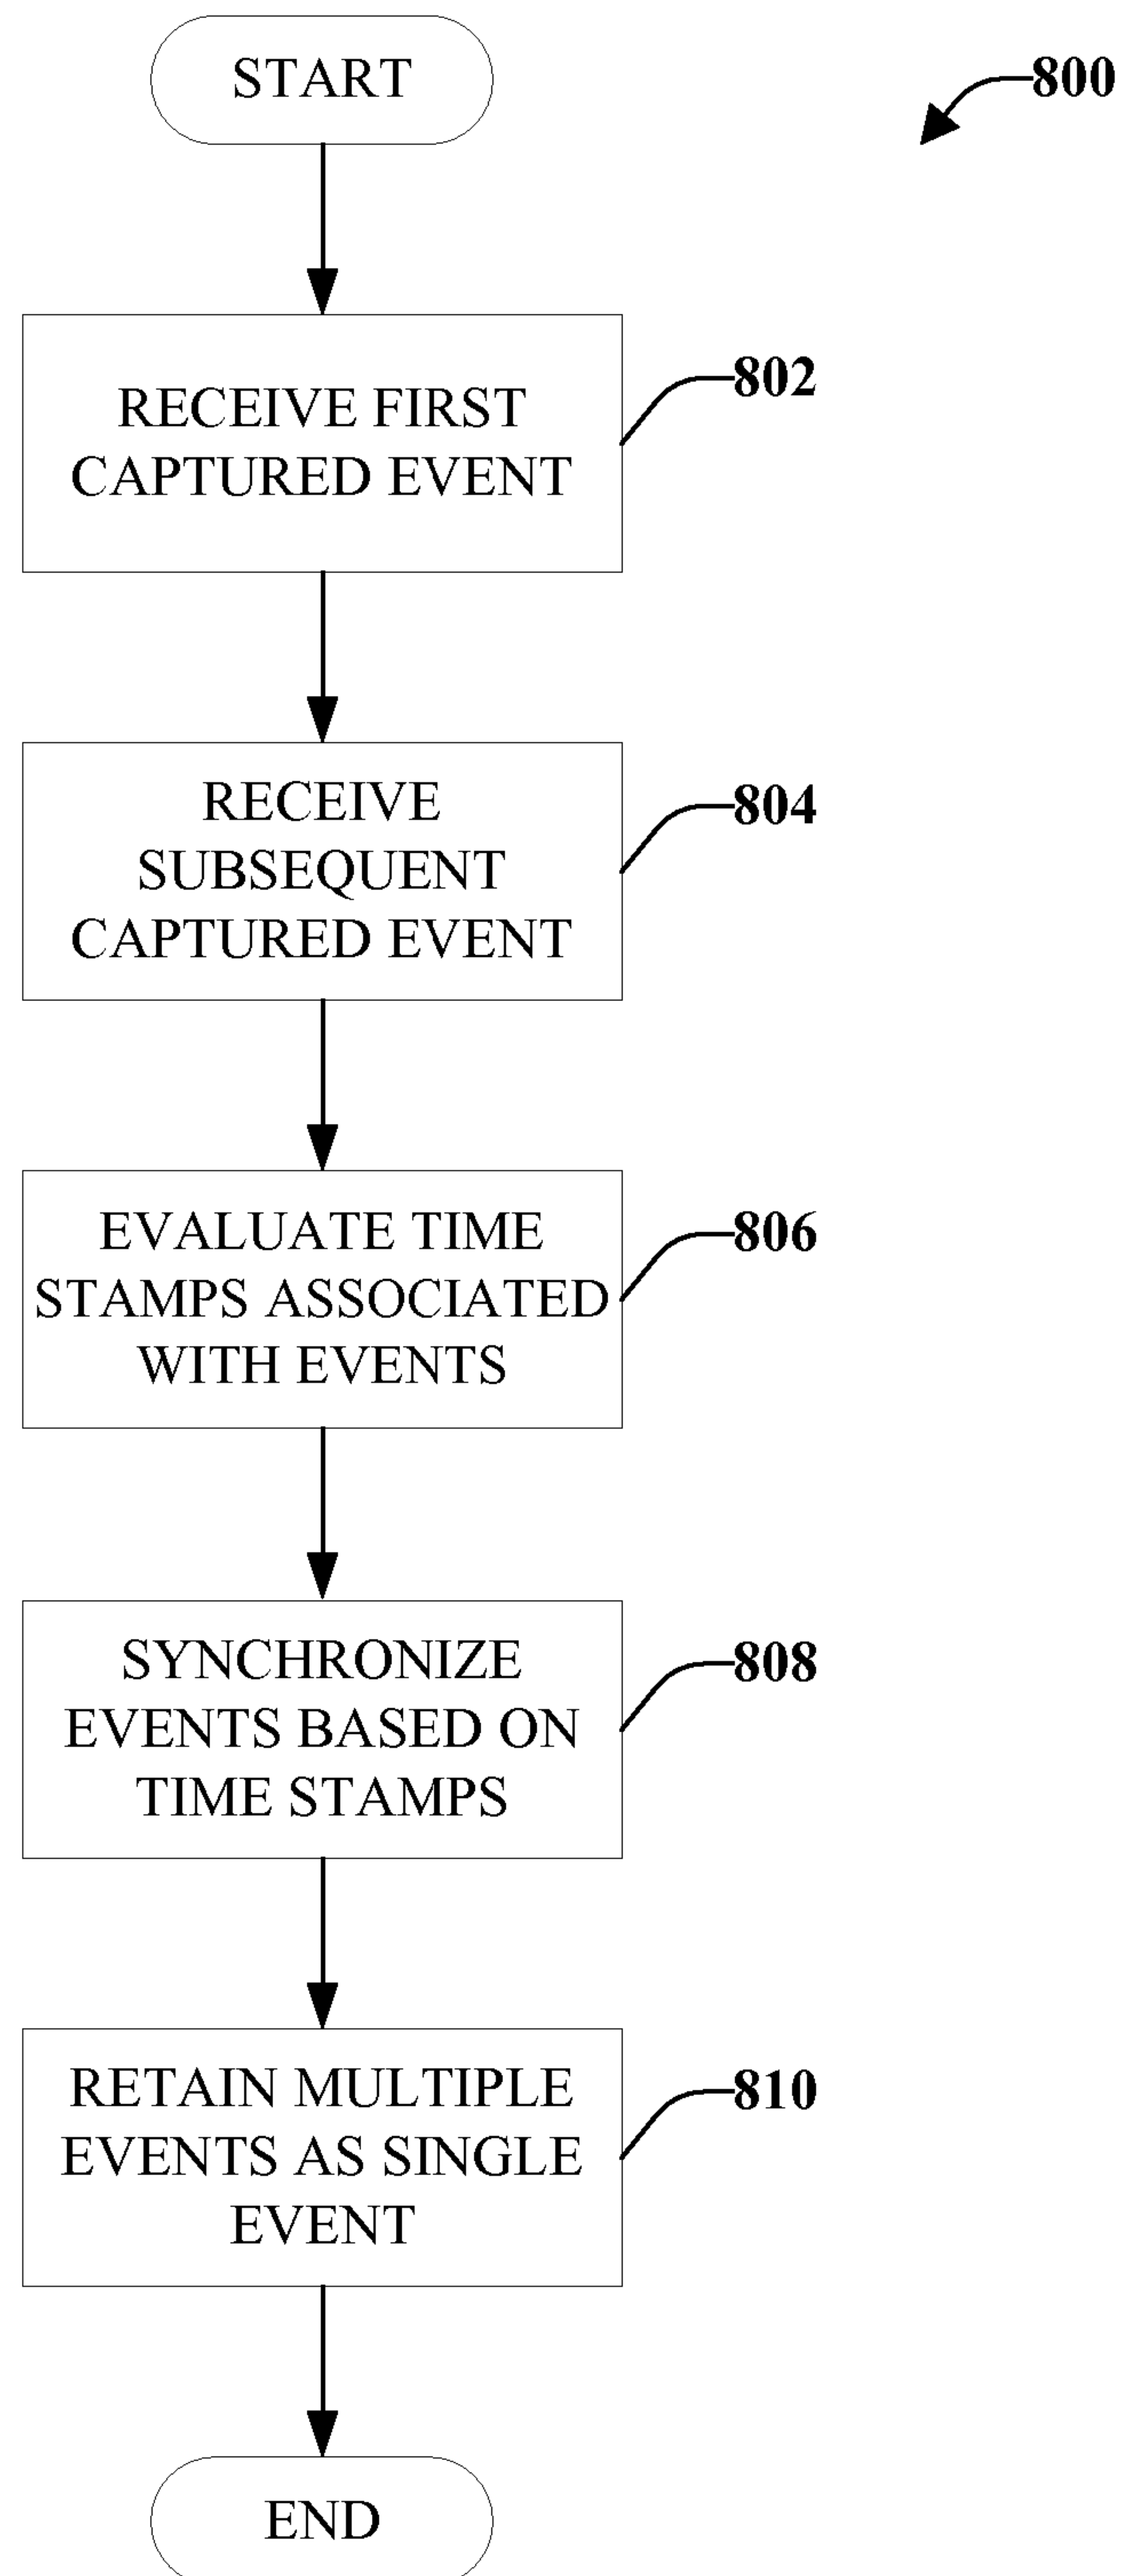 START
800
RECEIVE FIRST
CAPTURED EVENT
802
RECEIVE
SUBSEQUENT
CAPTURED EVENT
804
EVALUATE TIME
STAMPS ASSOCIATED
WITH EVENTS
806
SYNCHRONIZE
EVENTS BASED ON
TIME STAMPS
808
RETAIN MULTIPLE
EVENTS AS SINGLE
EVENT
810
END